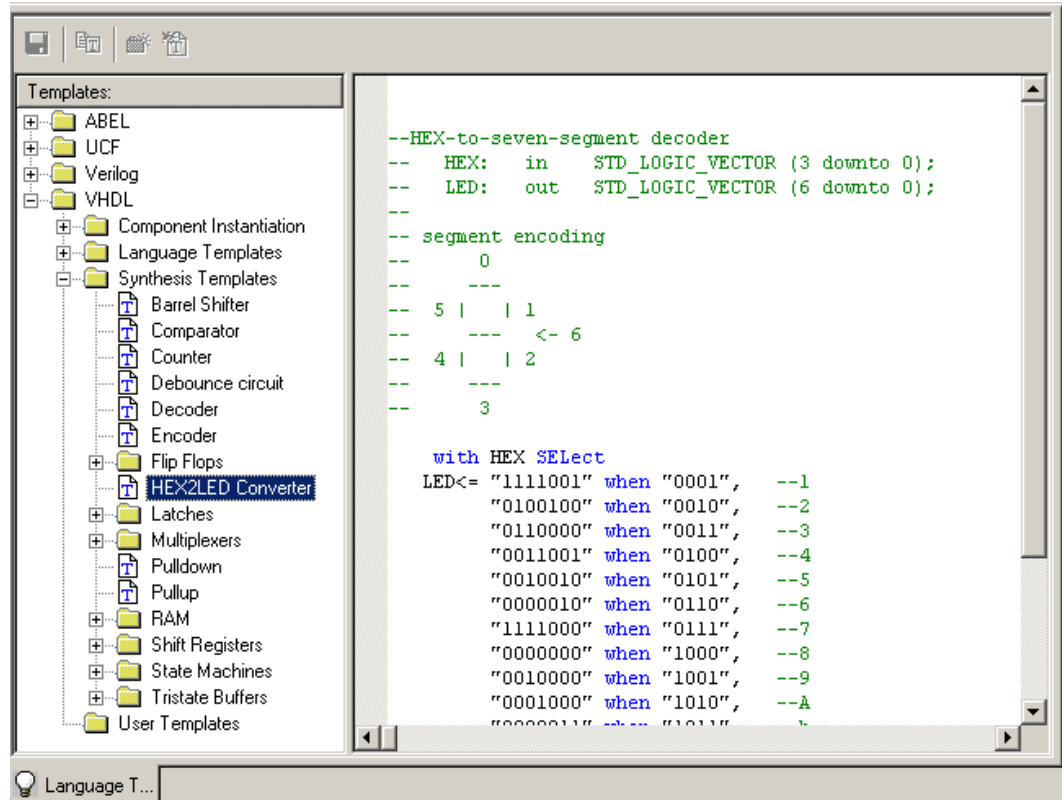 Templates:
ABEL
UCF
Verilog
VHDL
Component Instantiation
Language Templates
Synthesis Templates
Barrel Shifter
Comparator
Counter
Debounce circuit
Decoder
Encoder
Flip Flops
HEX2LED Converter
Latches
Multiplexers
Pulldown
Pullup
RAM
Shift Registers
State Machines
Tristate Buffers
User Templates
--HEX-to-seven-segment decoder
--   HEX:   in    STD_LOGIC_VECTOR (3 downto 0);
--   LED:   out   STD_LOGIC_VECTOR (6 downto 0);
--
-- segment encoding
--      0
--     ---
--  5 |   | 1
--     ---   <- 6
--  4 |   | 2
--     ---
--      3
with HEX SELect
LED<= "1111001" when "0001",   --1
"0100100" when "0010",   --2
"0110000" when "0011",   --3
"0011001" when "0100",   --4
"0010010" when "0101",   --5
"0000010" when "0110",   --6
"1111000" when "0111",   --7
"0000000" when "1000",   --8
"0010000" when "1001",   --9
"0001000" when "1010",   --A
Language T...